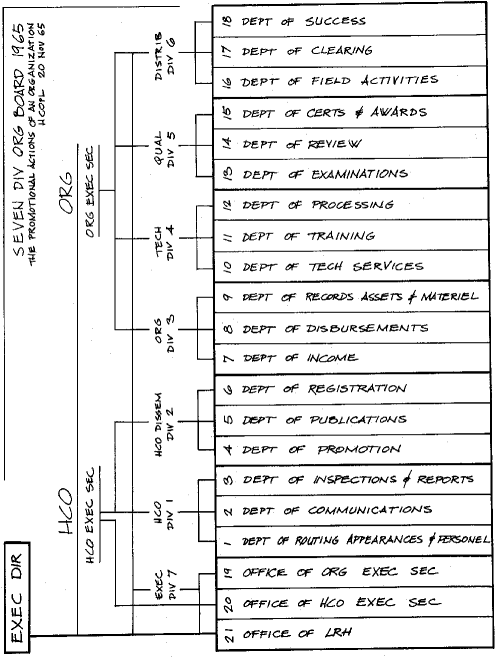 SEVEN DIV ORG BOARD 1965
THE PROMOTIONAL ACTIONS OF AN ORGANIZATION
HCOPL 20 NOV 65
EXEC DIR
HCO
HCO EXEC SEC
ORG
ORG EXEC SEC
EXEC
DIV 7
HCO
DIV 1
HCO DISSEM
DIV 2
ORG
DIV 3
TECH
DIV 4
QUAL
DIV 5
DISTRIB
DIV 6
21 OFFICE OF LRH
20 OFFICE OF HCO EXEC SEC
19 OFFICE OF ORG EXEC SEC
1 DEPT OF ROUTING APPEARANCES & PERSONEL
2 DEPT OF COMMUNICATIONS
3 DEPT OF INSPECTIONS & REPORTS
4 DEPT OF PROMOTION
5 DEPT OF PUBLICATIONS
6 DEPT OF REGISTRATION
7 DEPT OF INCOME
8 DEPT OF DISBURSEMENTS
9 DEPT OF RECORDS ASSETS & MATERIEL
10 DEPT OF TECH SERVICES
11 DEPT OF TRAINING
12 DEPT OF PROCESSING
13 DEPT OF EXAMINATIONS
14 DEPT OF REVIEW
15 DEPT OF CERTS & AWARDS
16 DEPT OF FIELD ACTIVITIES
17 DEPT OF CLEARING
18 DEPT OF SUCCESS